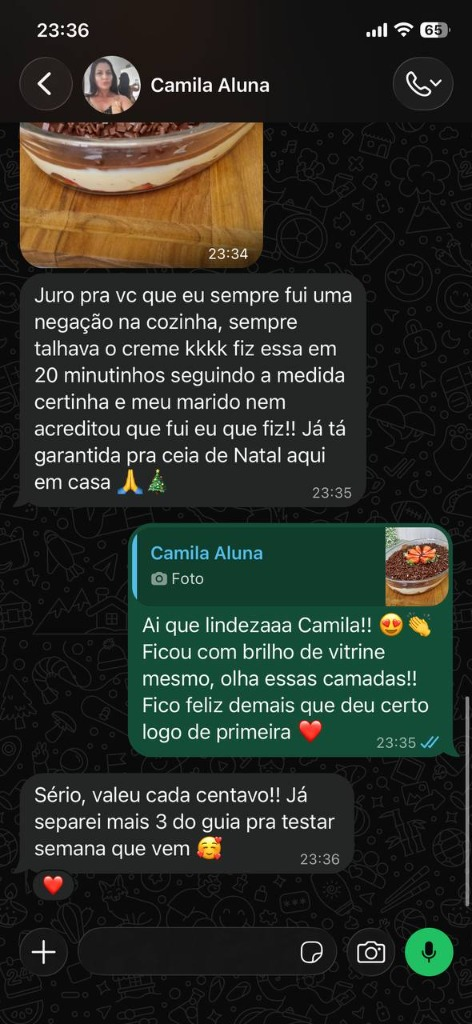 23:36
65
Camila Aluna
23:34
Juro pra vc que eu sempre fui uma
negação na cozinha, sempre
talhava o creme kkkk fiz essa em
20 minutinhos seguindo a medida
certinha e meu marido nem
acreditou que fui eu que fiz!! Já tá
garantida pra ceia de Natal aqui
em casa 🙏🎄
23:35
Camila Aluna
Foto
Ai que lindezaaa Camila!! 😍👏
Ficou com brilho de vitrine
mesmo, olha essas camadas!!
Fico feliz demais que deu certo
logo de primeira ❤️
23:35
Sério, valeu cada centavo!! Já
separei mais 3 do guia pra testar
semana que vem 🥰
23:36